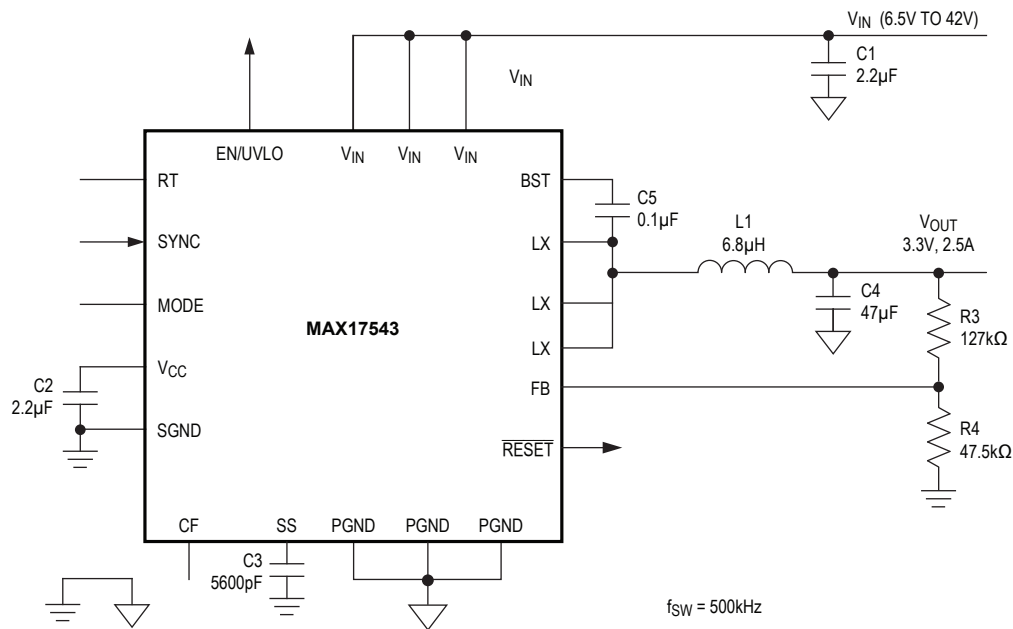 VIN (6.5V TO 42V)
C1
2.2µF
VIN
EN/UVLO
VIN
VIN
VIN
RT
BST
C5
0.1µF
SYNC
LX
L1
6.8µH
VOUT
3.3V, 2.5A
MODE
LX
C4
47µF
R3
127kΩ
MAX17543
LX
VCC
C2
2.2µF
FB
SGND
RESET
R4
47.5kΩ
CF
SS
PGND
PGND
PGND
C3
5600pF
fSW = 500kHz